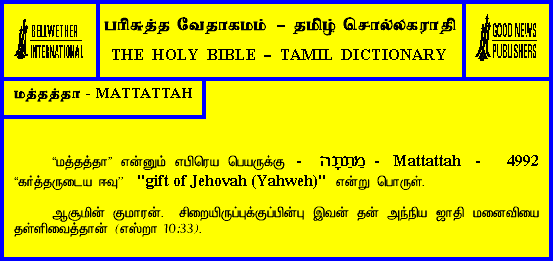 BELLWETHER
INTERNATIONAL
பரிசுத்த வேதாகமம் – தமிழ் சொல்லகராதி
THE HOLY BIBLE – TAMIL DICTIONARY
GOOD NEWS
PUBLISHERS
மத்தத்தா - MATTATTAH
“மத்தத்தா” என்னும் எபிரெய பெயருக்கு - מַתַּתָּה - Mattattah - 4992
“கர்த்தருடைய ஈவு” "gift of Jehovah (Yahweh)" என்று பொருள்.
ஆசூமின் குமாரன். சிறையிருப்புக்குப்பின்பு இவன் தன் அந்நிய ஜாதி மனைவியை
தள்ளிவைத்தான் (எஸ்றா 10:33).